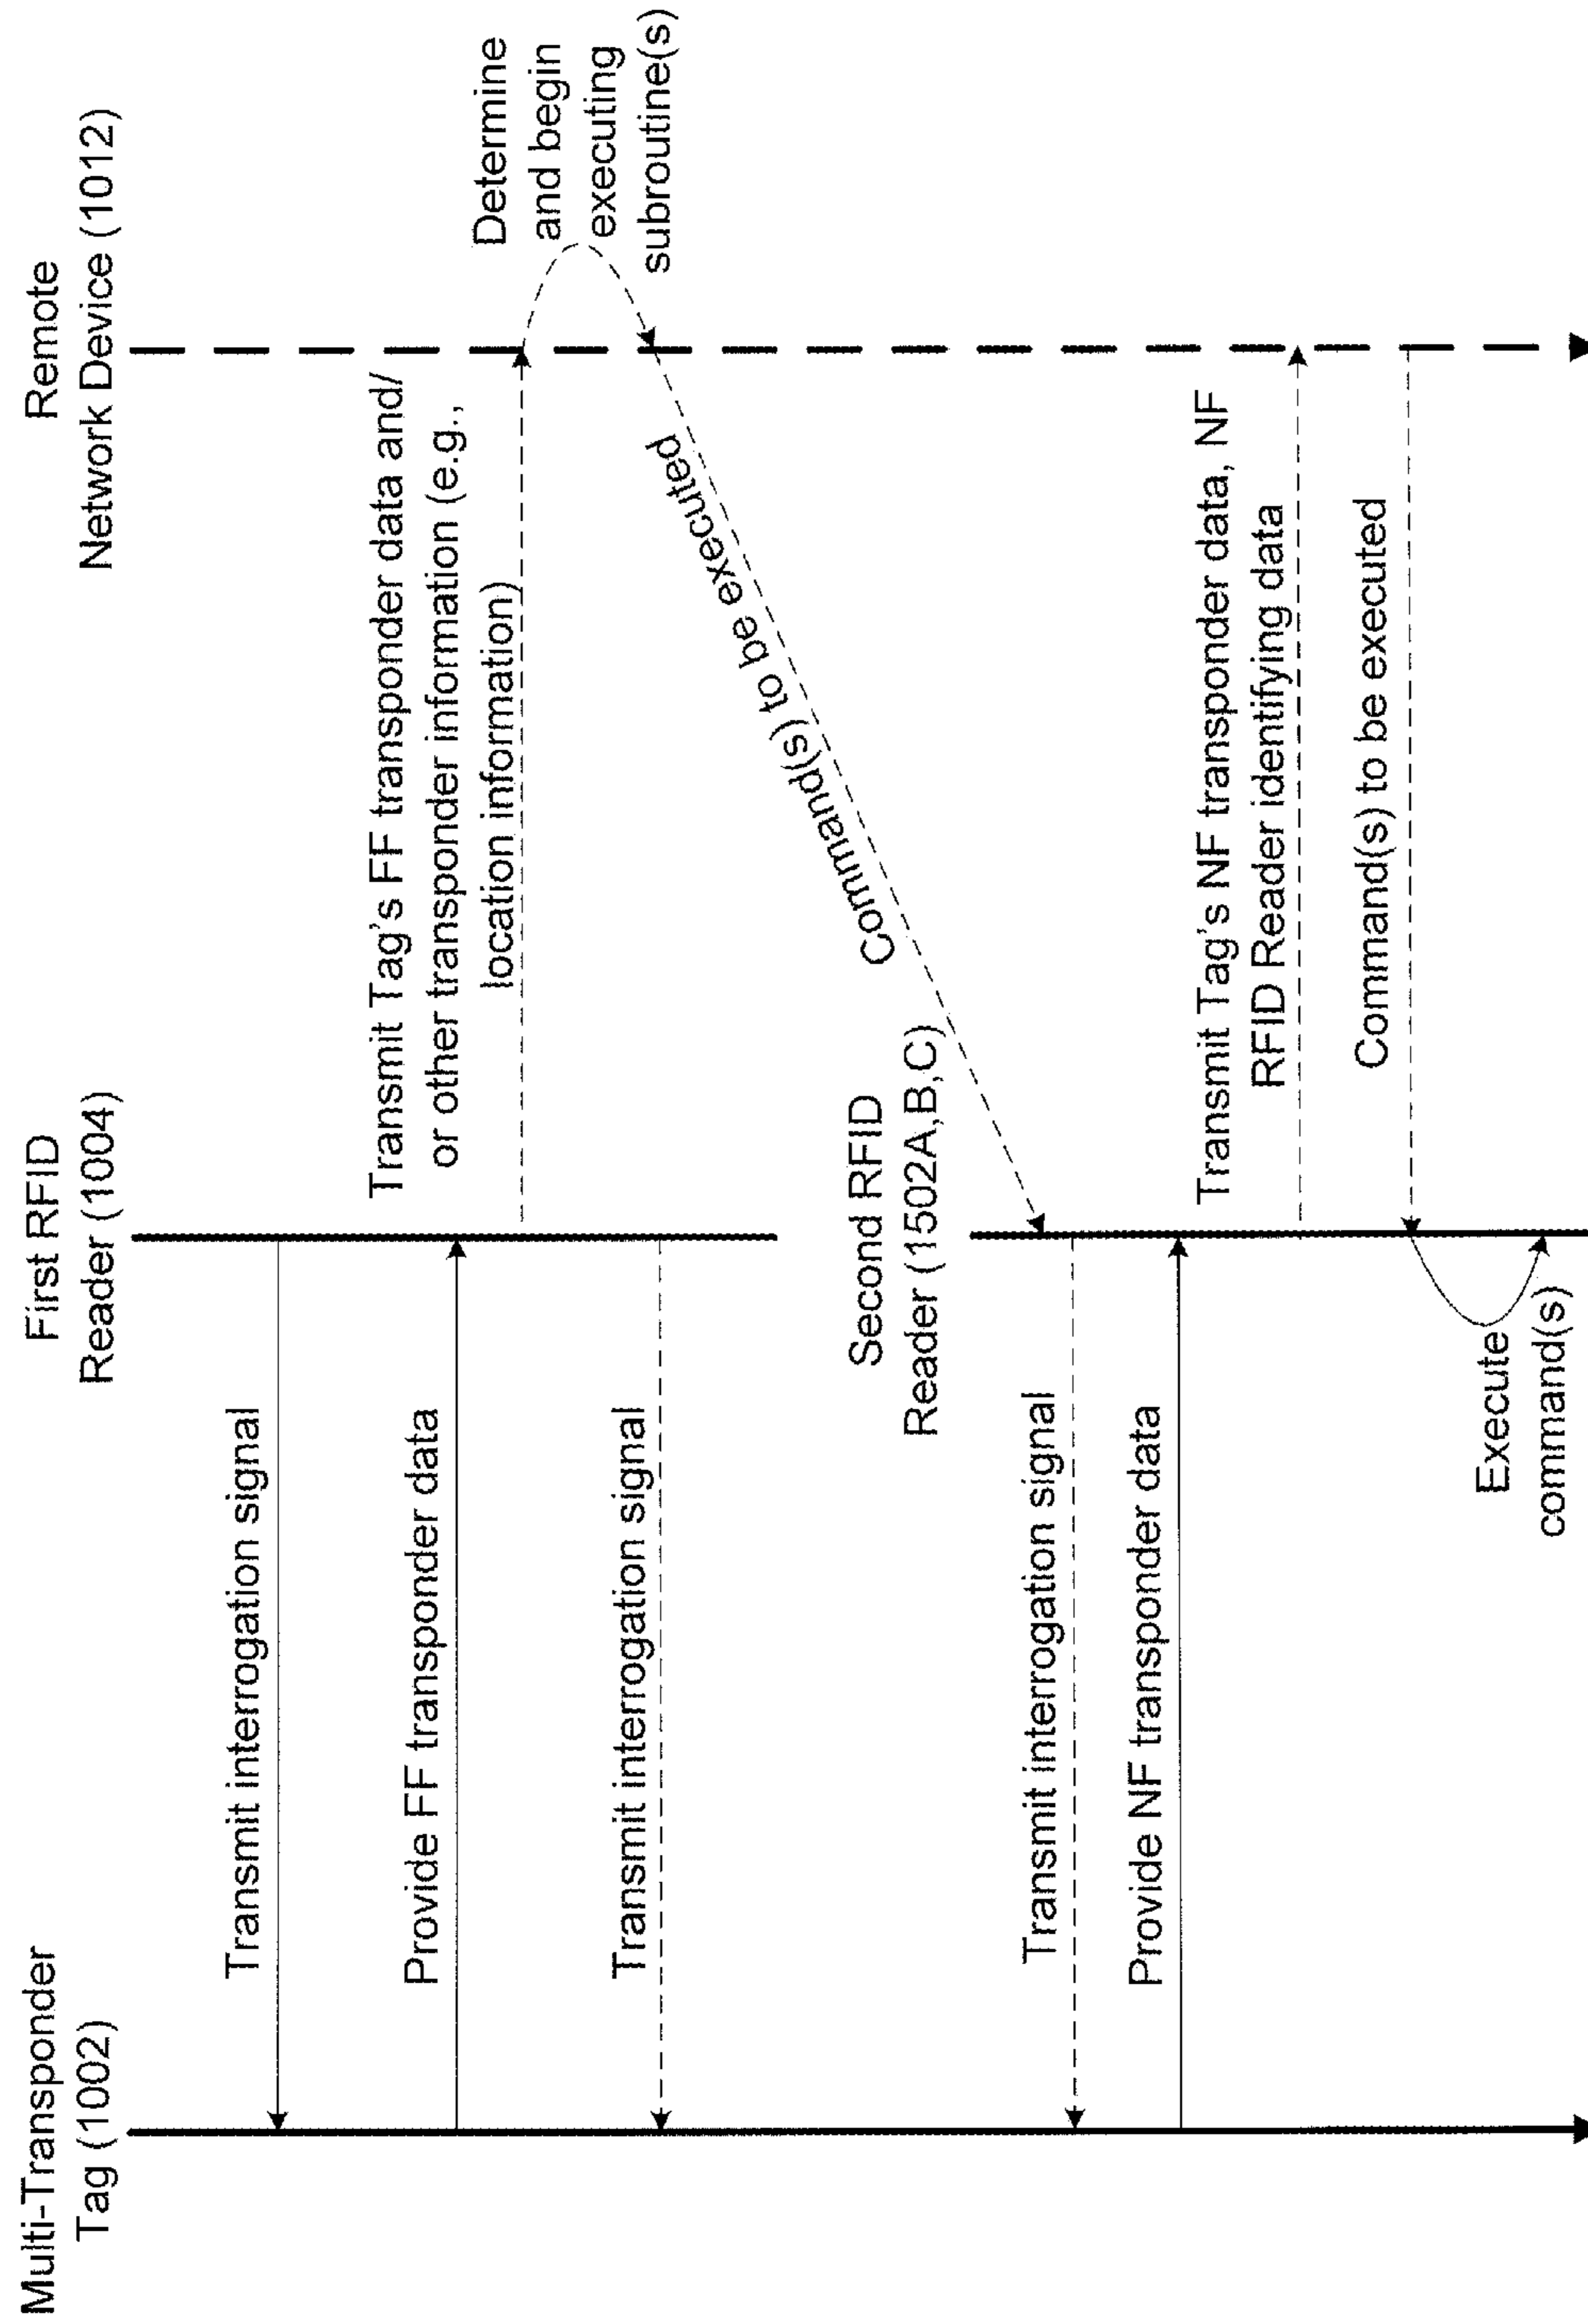 Multi-Transponder
Tag (1002)
First RFID
Reader (1004)
Remote
Network Device (1012)
Transmit interrogation signal
Provide FF transponder data
Transmit Tag's FF transponder data and/
or other transponder information (e.g.,
location information)
Determine
and begin
executing
subroutine(s)
Transmit interrogation signal
Command(s) to be executed
Second RFID
Reader (1502A,B,C)
Transmit interrogation signal
Provide NF transponder data
Transmit Tag's NF transponder data, NF
RFID Reader identifying data
Command(s) to be executed
Execute
command(s)